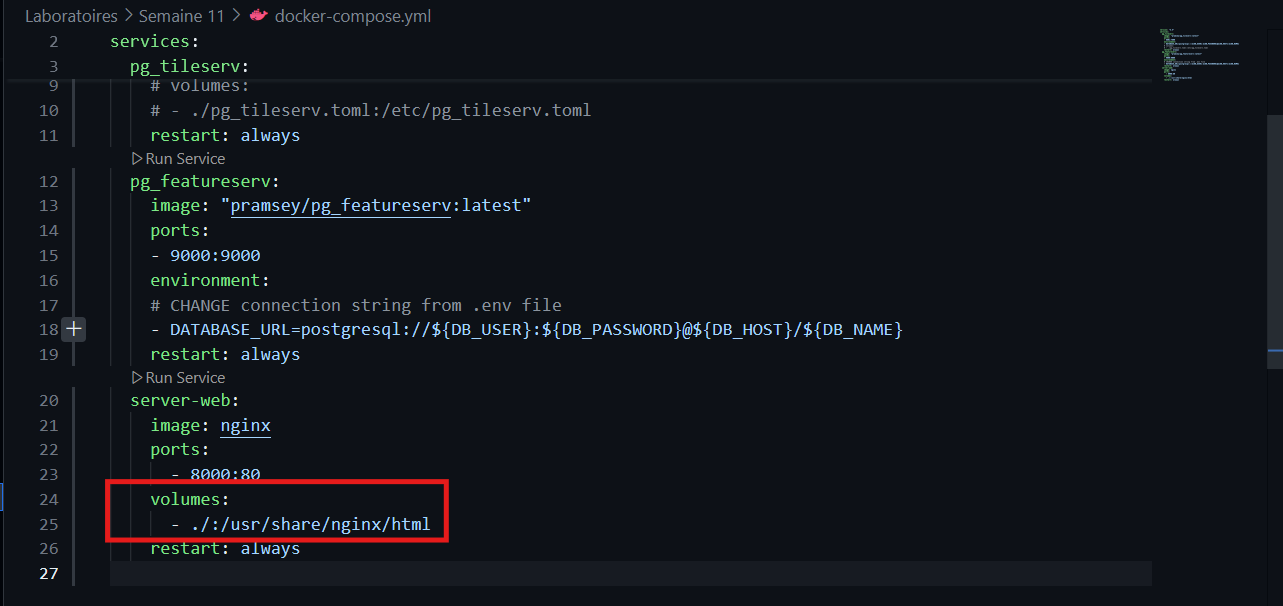 Laboratoires > Semaine 11 > docker-compose.yml
2 services:
3 pg_tileserv:
9 # volumes:
10 # - ./pg_tileserv.toml:/etc/pg_tileserv.toml
11 restart: always
Run Service
12 pg_featureserv:
13 image: "pramsey/pg_featureserv:latest"
14 ports:
15 - 9000:9000
16 environment:
17 # CHANGE connection string from .env file
18 - DATABASE_URL=postgresql://${DB_USER}:${DB_PASSWORD}@${DB_HOST}/${DB_NAME}
19 restart: always
Run Service
20 server-web:
21 image: nginx
22 ports:
23 - 8000:80
24 volumes:
25 - ./:/usr/share/nginx/html
26 restart: always
27